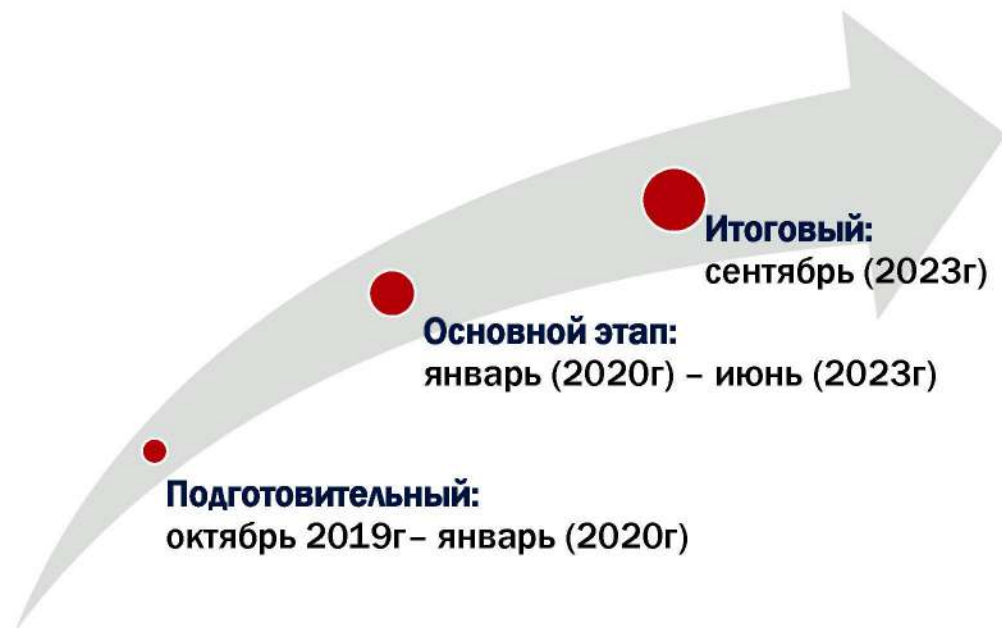 Итоговый:
сентябрь (2023г)
Основной этап:
январь (2020г) – июнь (2023г)
Подготовительный:
октябрь 2019г– январь (2020г)